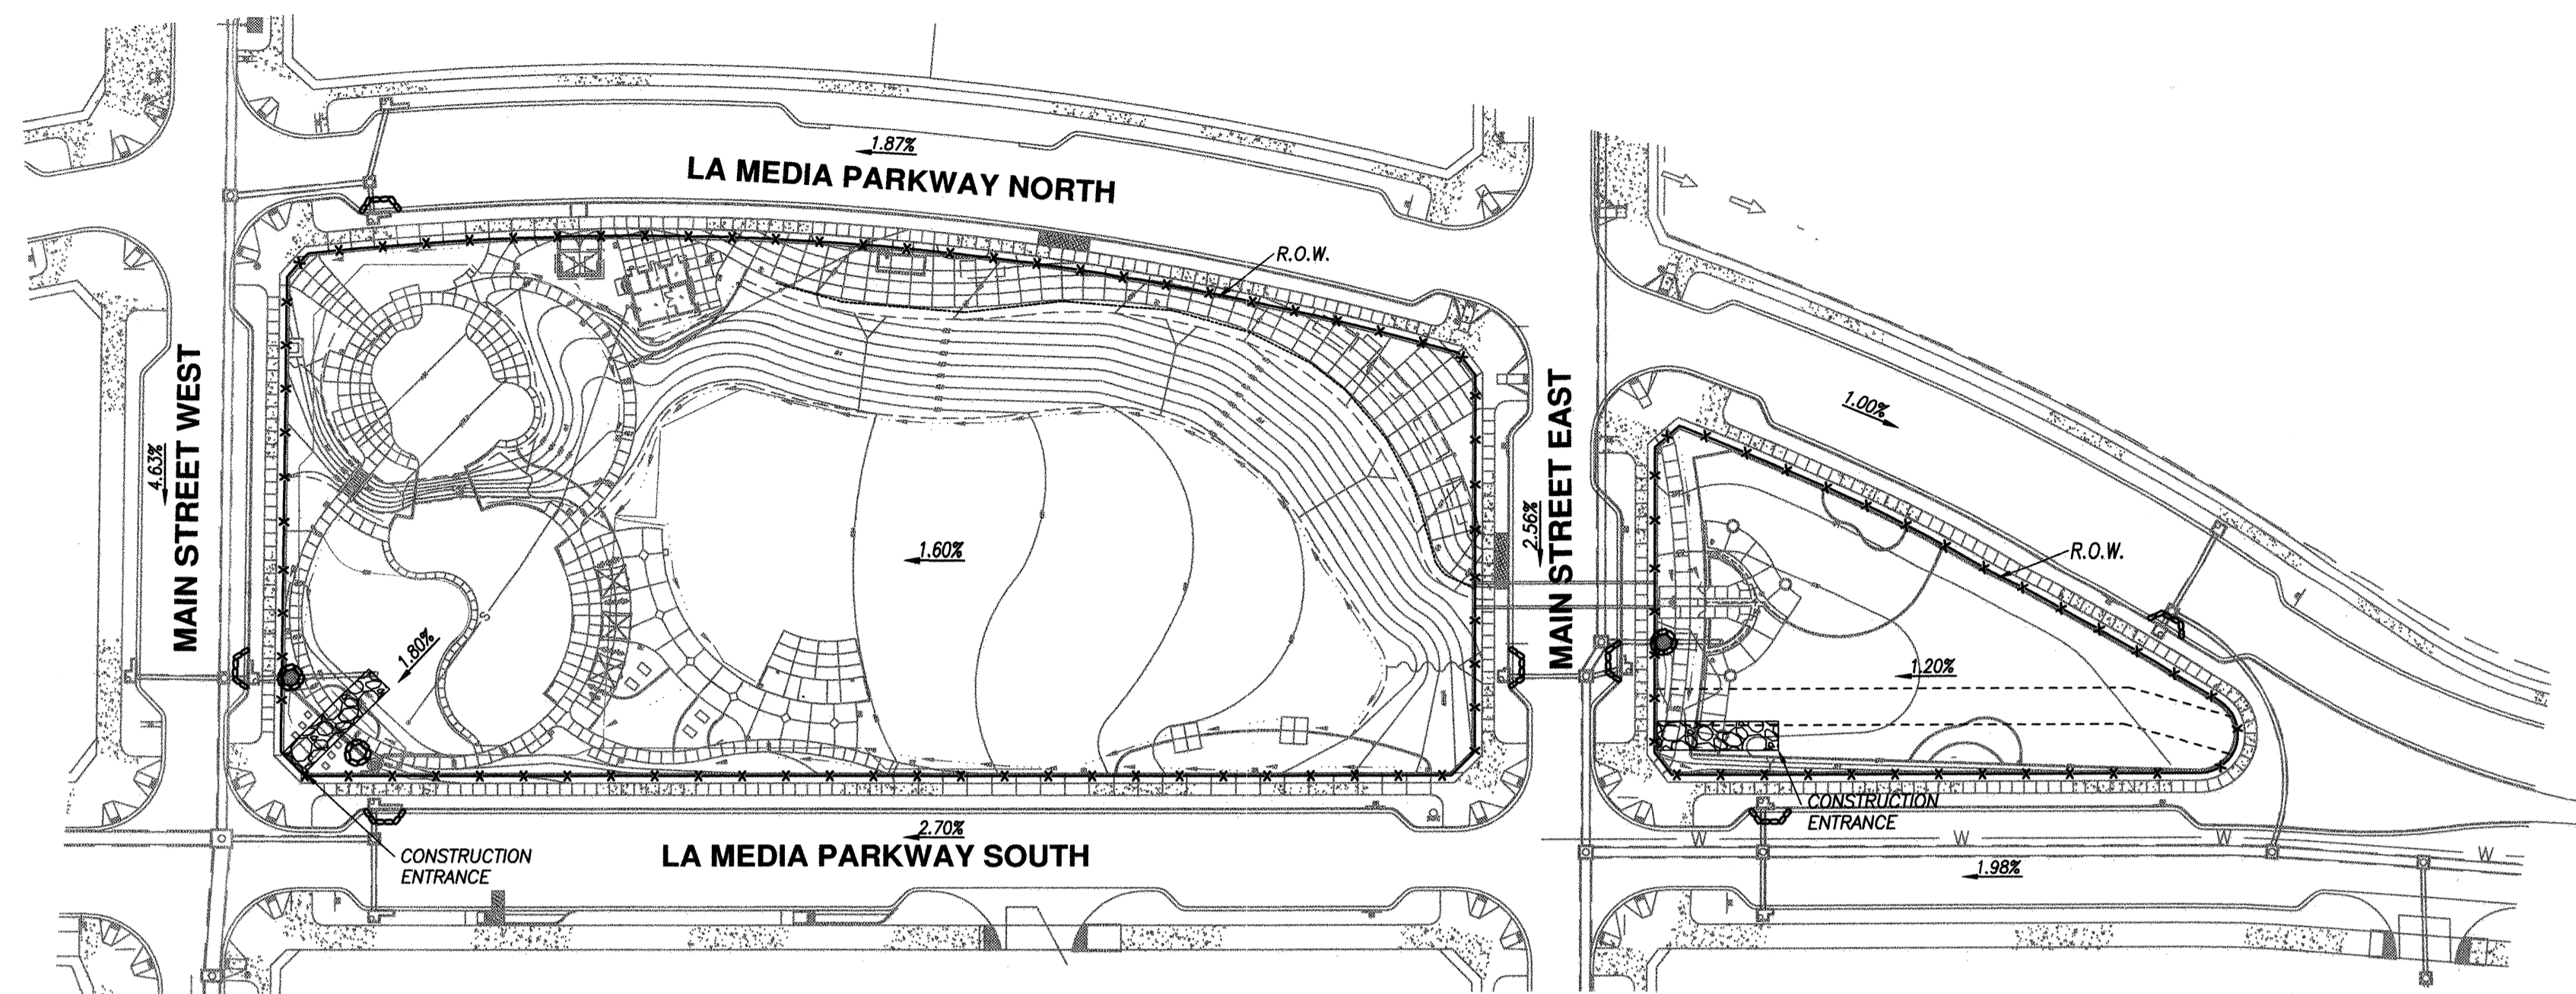 1.87%
LA MEDIA PARKWAY NORTH
R.O.W.
MAIN STREET WEST
4.63%
1.60%
1.80%
S
2.56%
MAIN STREET EAST
1.00%
R.O.W.
1.20%
CONSTRUCTION
ENTRANCE
CONSTRUCTION
ENTRANCE
2.70%
LA MEDIA PARKWAY SOUTH
W
W
W
W
1.98%